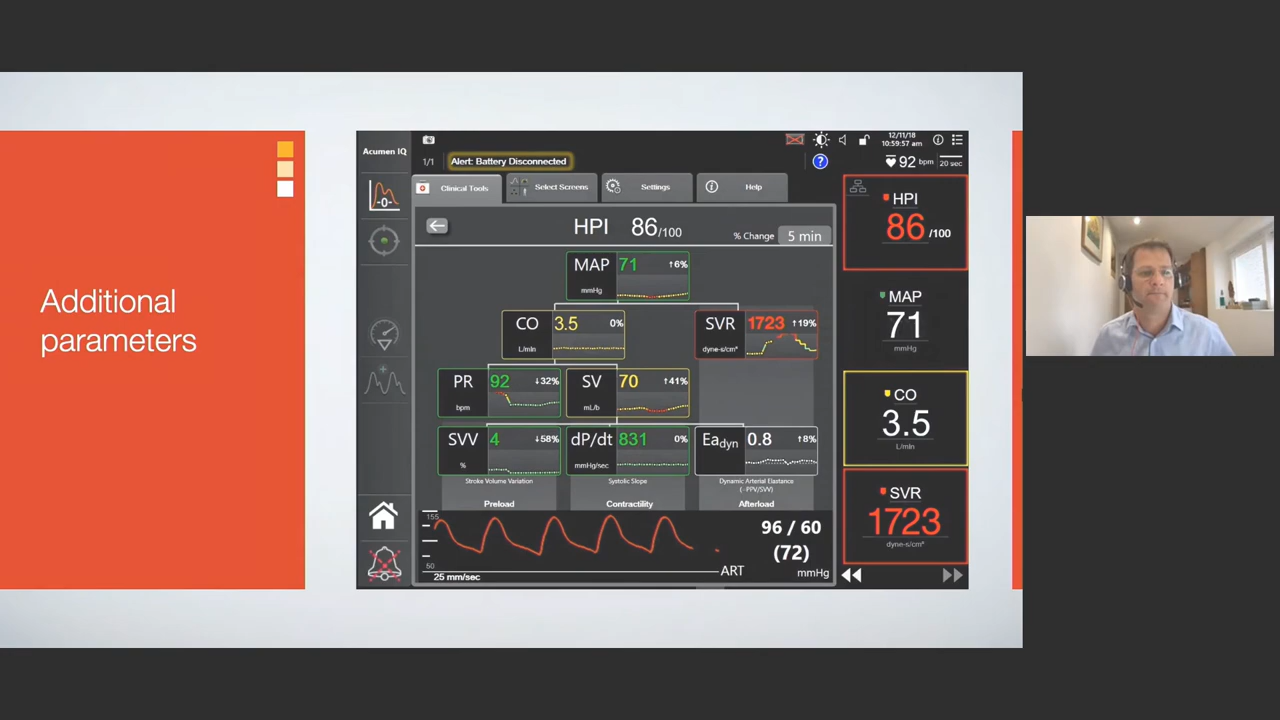 Additional
parameters
Acumen IQ
1/1
Alert: Battery Disconnected
12/11/18
10:59:57 am
92 bpm
20 sec
Clinical Tools
Select Screens
Settings
Help
HPI 86/100
% Change 5 min
MAP 71 ↑6%
mmHg
CO 3.5 0%
L/min
SVR 1723 ↑19%
dyne-s/cm⁵
PR 92 ↓32%
bpm
SV 70 ↑41%
mL/b
SVV 4 ↓58%
%
dP/dt 831 0%
mmHg/sec
Eadyn 0.8 ↑8%
Stroke Volume Variation
Systolic Slope
Dynamic Arterial Elastance
(~PPV/SVV)
Preload
Contractility
Afterload
155
50
25 mm/sec
ART
96 / 60
(72)
mmHg
HPI
86 /100
MAP
71
mmHg
CO
3.5
L/min
SVR
1723
dyne-s/cm⁵